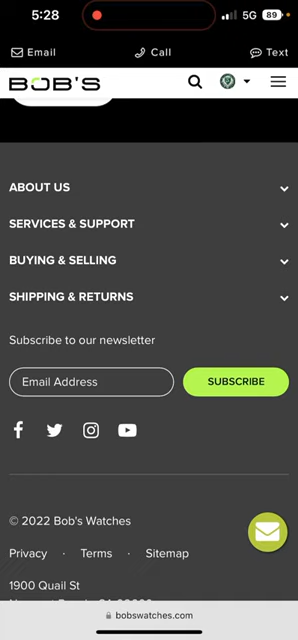 5:28
5G 89
Email Call Text
BOB'S
ABOUT US
SERVICES & SUPPORT
BUYING & SELLING
SHIPPING & RETURNS
Subscribe to our newsletter
Email Address SUBSCRIBE
© 2022 Bob's Watches
Privacy · Terms · Sitemap
1900 Quail St
bobswatches.com